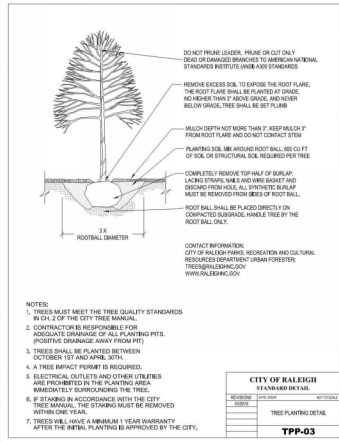 DO NOT PRUNE LEADER. PRUNE OR CUT ONLY
DEAD OR DAMAGED BRANCHES TO AMERICAN NATIONAL
STANDARDS INSTITUTE (ANSI) A300 STANDARDS
REMOVE EXCESS SOIL TO EXPOSE THE ROOT FLARE.
THE ROOT FLARE SHALL BE PLANTED AT GRADE,
NO HIGHER THAN 2" ABOVE GRADE, AND NEVER
BELOW GRADE, TREE SHALL BE SET PLUMB
MULCH DEPTH NOT MORE THAN 3". KEEP MULCH 3"
FROM ROOT FLARE AND DO NOT CONTACT STEM
PLANTING SOIL MIX AROUND ROOT BALL. 600 CU FT
OF SOIL OR STRUCTURAL SOIL REQUIRED PER TREE
COMPLETELY REMOVE TOP HALF OF BURLAP,
LACING STRAPS, NAILS AND WIRE BASKET AND
DISCARD FROM HOLE, ALL SYNTHETIC BURLAP
MUST BE REMOVED FROM SIDES OF ROOT BALL.
ROOT BALL SHALL BE PLACED DIRECTLY ON
COMPACTED SUBGRADE. HANDLE TREE BY THE
ROOT BALL ONLY.
3 X
ROOTBALL DIAMETER
CONTACT INFORMATION:
CITY OF RALEIGH PARKS, RECREATION AND CULTURAL
RESOURCES DEPARTMENT URBAN FORESTER:
TREES@RALEIGHNC.GOV
WWW.RALEIGHNC.GOV
NOTES:
1. TREES MUST MEET THE TREE QUALITY STANDARDS
IN CH. 2 OF THE CITY TREE MANUAL.
2. CONTRACTOR IS RESPONSIBLE FOR
ADEQUATE DRAINAGE OF ALL PLANTING PITS.
(POSITIVE DRAINAGE AWAY FROM PIT)
3. TREES SHALL BE PLANTED BETWEEN
OCTOBER 1ST AND APRIL 30TH.
4. A TREE IMPACT PERMIT IS REQUIRED.
5. ELECTRICAL OUTLETS AND OTHER UTILITIES
ARE PROHIBITED IN THE PLANTING AREA
IMMEDIATELY SURROUNDING THE TREE.
6. IF STAKING IN ACCORDANCE WITH THE CITY
TREE MANUAL, THE STAKING MUST BE REMOVED
WITHIN ONE YEAR.
7. TREES WILL HAVE A MINIMUM 1 YEAR WARRANTY
AFTER THE INITIAL PLANTING IS APPROVED BY THE CITY.
CITY OF RALEIGH
STANDARD DETAIL
REVISIONS
NOT TO SCALE
TREE PLANTING DETAIL
TPP-03